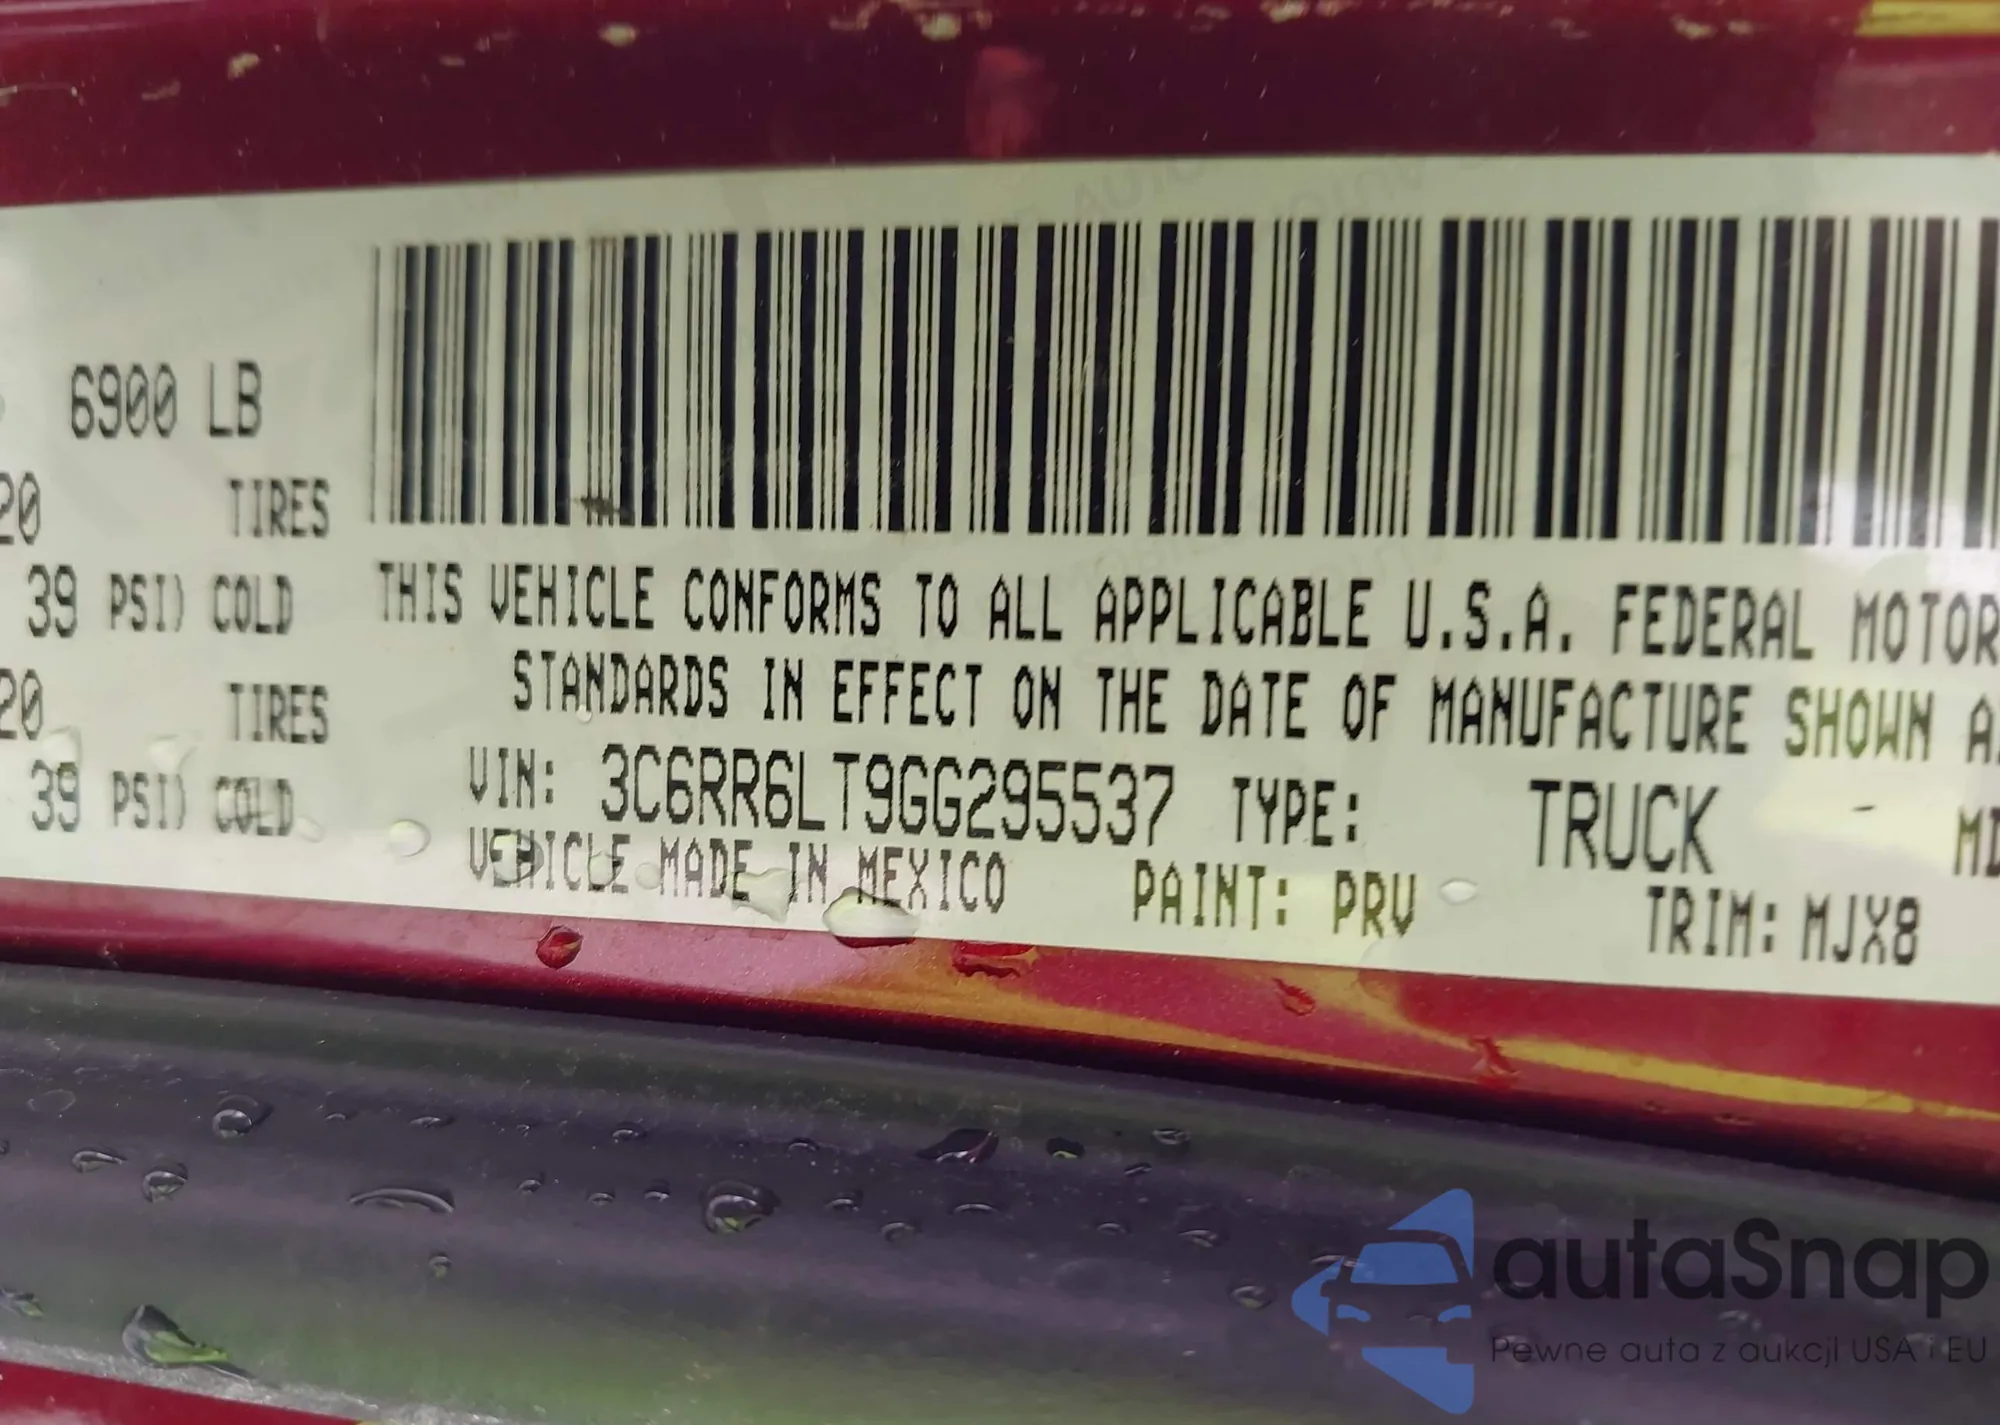 6900 LB
20 TIRES
39 PSI) COLD
20 TIRES
39 PSI) COLD
THIS VEHICLE CONFORMS TO ALL APPLICABLE U.S.A. FEDERAL MOTOR
STANDARDS IN EFFECT ON THE DATE OF MANUFACTURE SHOWN A
VIN: 3C6RR6LT9GG295537 TYPE: TRUCK
VEHICLE MADE IN MEXICO PAINT: PRV MD
TRIM: MJX8
autaSnap
Pewne auta z aukcji USA i EU